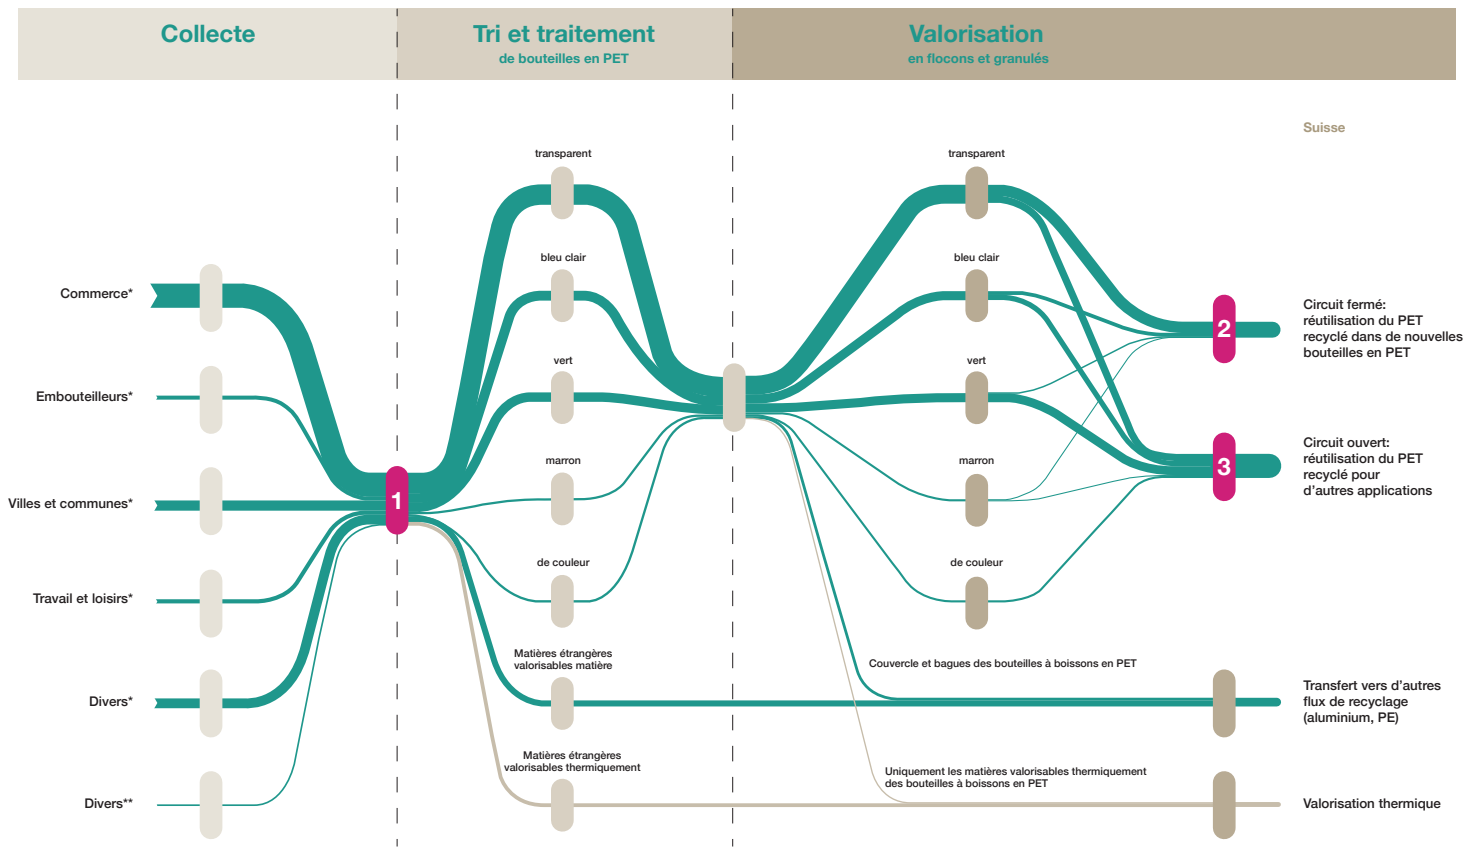 Collecte
Tri et traitement
de bouteilles en PET
Valorisation
en flocons et granulés
Suisse
Commerce*
Embouteilleurs*
Villes et communes*
Travail et loisirs*
Divers*
Divers**
1
transparent
bleu clair
vert
marron
de couleur
Matières étrangères
valorisables matière
Matières étrangères
valorisables thermiquement
transparent
bleu clair
vert
marron
de couleur
Couvercle et bagues des bouteilles à boissons en PET
Uniquement les matières valorisables thermiquement
des bouteilles à boissons en PET
2
Circuit fermé:
réutilisation du PET
recyclé dans de nouvelles
bouteilles en PET
3
Circuit ouvert:
réutilisation du PET
recyclé pour
d’autres applications
Transfert vers d’autres
flux de recyclage
(aluminium, PE)
Valorisation thermique